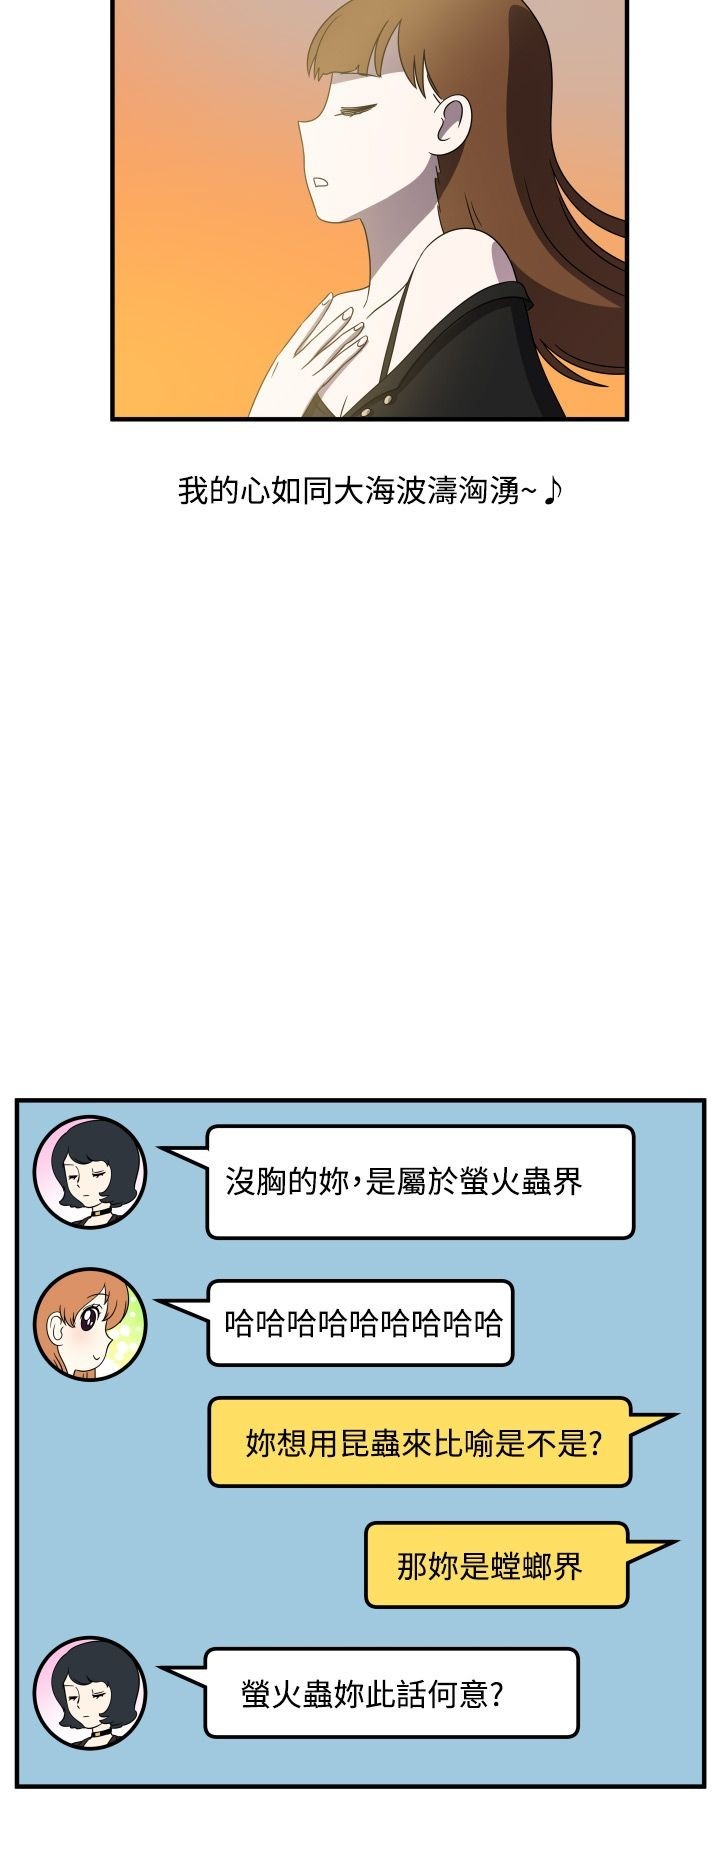 我的心如同大海波濤洶湧~♪
沒胸的妳，是屬於螢火蟲界
哈哈哈哈哈哈哈哈哈
妳想用昆蟲來比喻是不是?
那妳是螳螂界
螢火蟲妳此話何意?